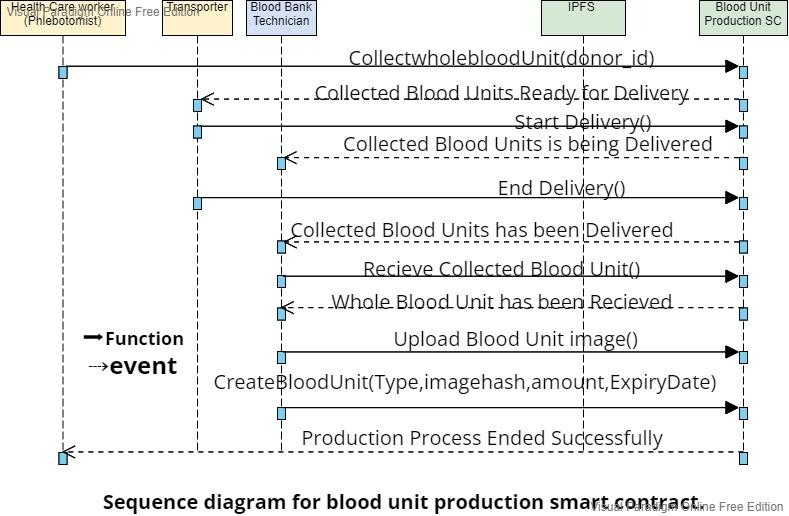 Health Care worker
(Phlebotomist)
Visual Paradigm Online Free Edition
Transporter
Blood Bank
Technician
IPFS
Blood Unit
Production SC
CollectwholebloodUnit(donor_id)
Collected Blood Units Ready for Delivery
Start Delivery()
Collected Blood Units is being Delivered
End Delivery()
Collected Blood Units has been Delivered
Recieve Collected Blood Unit()
Whole Blood Unit has been Recieved
Function
Upload Blood Unit image()
event
CreateBloodUnit(Type,imagehash,amount,ExpiryDate)
Production Process Ended Successfully
Sequence diagram for blood unit production smart contract.
Visual Paradigm Online Free Edition